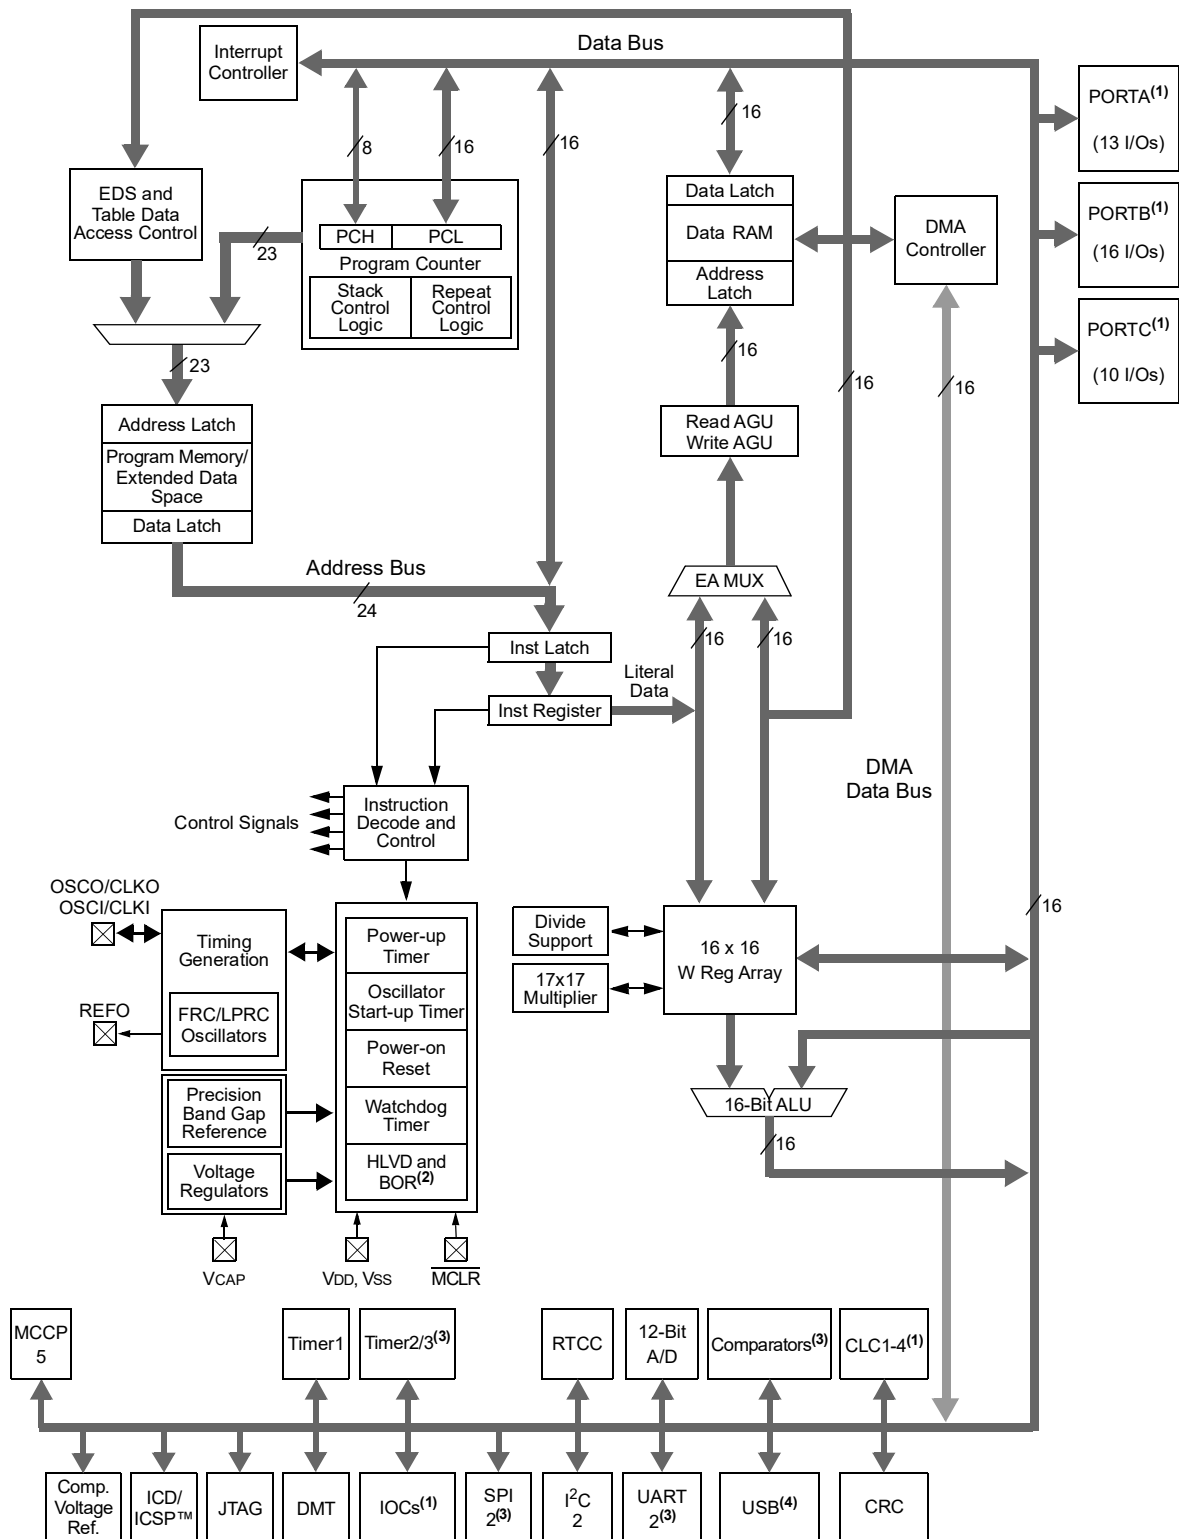 Data Bus
Interrupt
Controller
16
8
16
16
PORTA(1)
(13 I/Os)
EDS and
Table Data
Access Control
Data Latch
Data RAM
Address
Latch
DMA
Controller
PORTB(1)
(16 I/Os)
23
PCH
PCL
Program Counter
Stack
Control
Logic
Repeat
Control
Logic
PORTC(1)
(10 I/Os)
23
16
16
16
Address Latch
Program Memory/
Extended Data
Space
Data Latch
Read AGU
Write AGU
Address Bus
24
EA MUX
16
16
Inst Latch
Literal
Data
Inst Register
DMA
Data Bus
Control Signals
Instruction
Decode and
Control
OSCO/CLKO
OSCI/CLKI
16
Timing
Generation
Power-up
Timer
Divide
Support
16 x 16
W Reg Array
17x17
Multiplier
REFO
FRC/LPRC
Oscillators
Oscillator
Start-up Timer
Power-on
Reset
Precision
Band Gap
Reference
Watchdog
Timer
16-Bit ALU
16
Voltage
Regulators
HLVD and
BOR(2)
VCAP
VDD, VSS
MCLR
MCCP
5
Timer1
Timer2/3(3)
RTCC
12-Bit
A/D
Comparators(3)
CLC1-4(1)
Comp.
Voltage
Ref.
ICD/
ICSP™
JTAG
DMT
IOCs(1)
SPI
2(3)
I2C
2
UART
2(3)
USB(4)
CRC